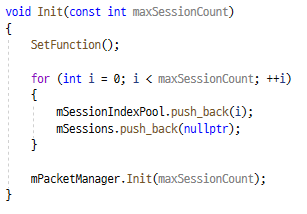 void Init(const int maxSessionCount)
{
    SetFunction();
    for (int i = 0; i < maxSessionCount; ++i)
    {
        mSessionIndexPool.push_back(i);
        mSessions.push_back(nullptr);
    }
    mPacketManager.Init(maxSessionCount);
}